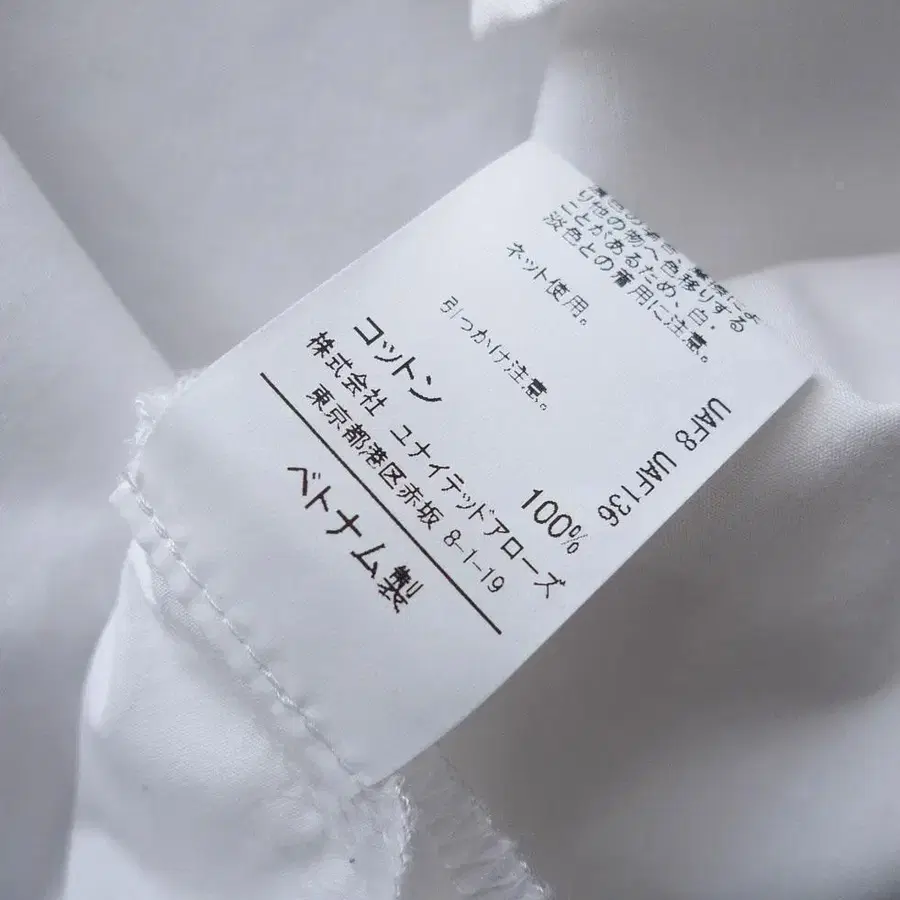 り他の物へ色移りする
ことがあるため、白・
淡色との着用に注意。
ネット使用。
引っかけ注意。
UAF8 UAF136
コットン 100%
株式会社 ユナイテッドアローズ
東京都港区赤坂 8-1-19
ベトナム製